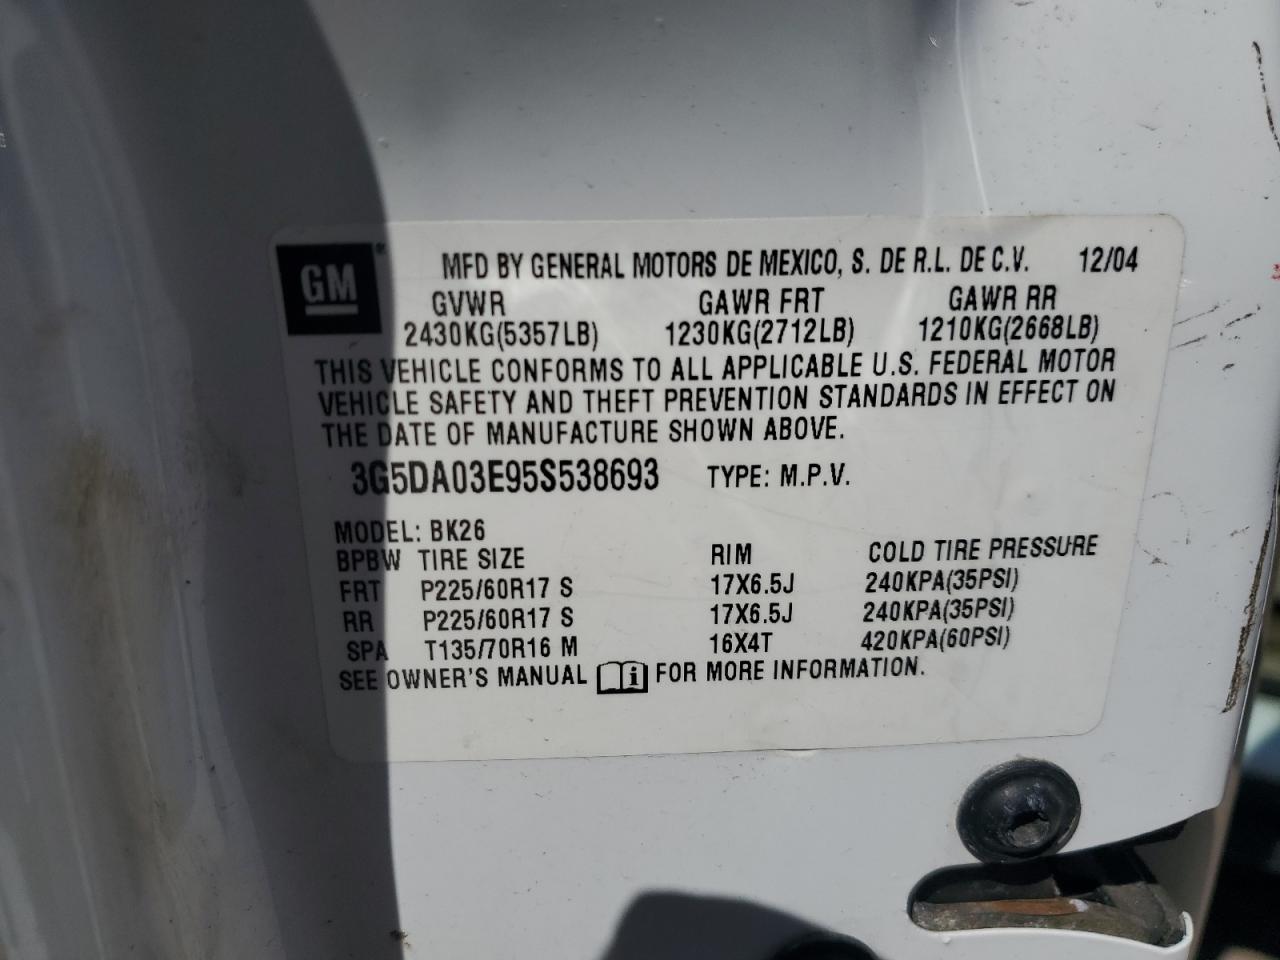 GM
MFD BY GENERAL MOTORS DE MEXICO, S. DE R.L. DE C.V. 12/04
GVWR GAWR FRT GAWR RR
2430KG(5357LB) 1230KG(2712LB) 1210KG(2668LB)
THIS VEHICLE CONFORMS TO ALL APPLICABLE U.S. FEDERAL MOTOR
VEHICLE SAFETY AND THEFT PREVENTION STANDARDS IN EFFECT ON
THE DATE OF MANUFACTURE SHOWN ABOVE.
3G5DA03E95S538693 TYPE: M.P.V.
MODEL: BK26
BPBW TIRE SIZE RIM COLD TIRE PRESSURE
FRT P225/60R17 S 17X6.5J 240KPA(35PSI)
RR P225/60R17 S 17X6.5J 240KPA(35PSI)
SPA T135/70R16 M 16X4T 420KPA(60PSI)
SEE OWNER'S MANUAL FOR MORE INFORMATION.